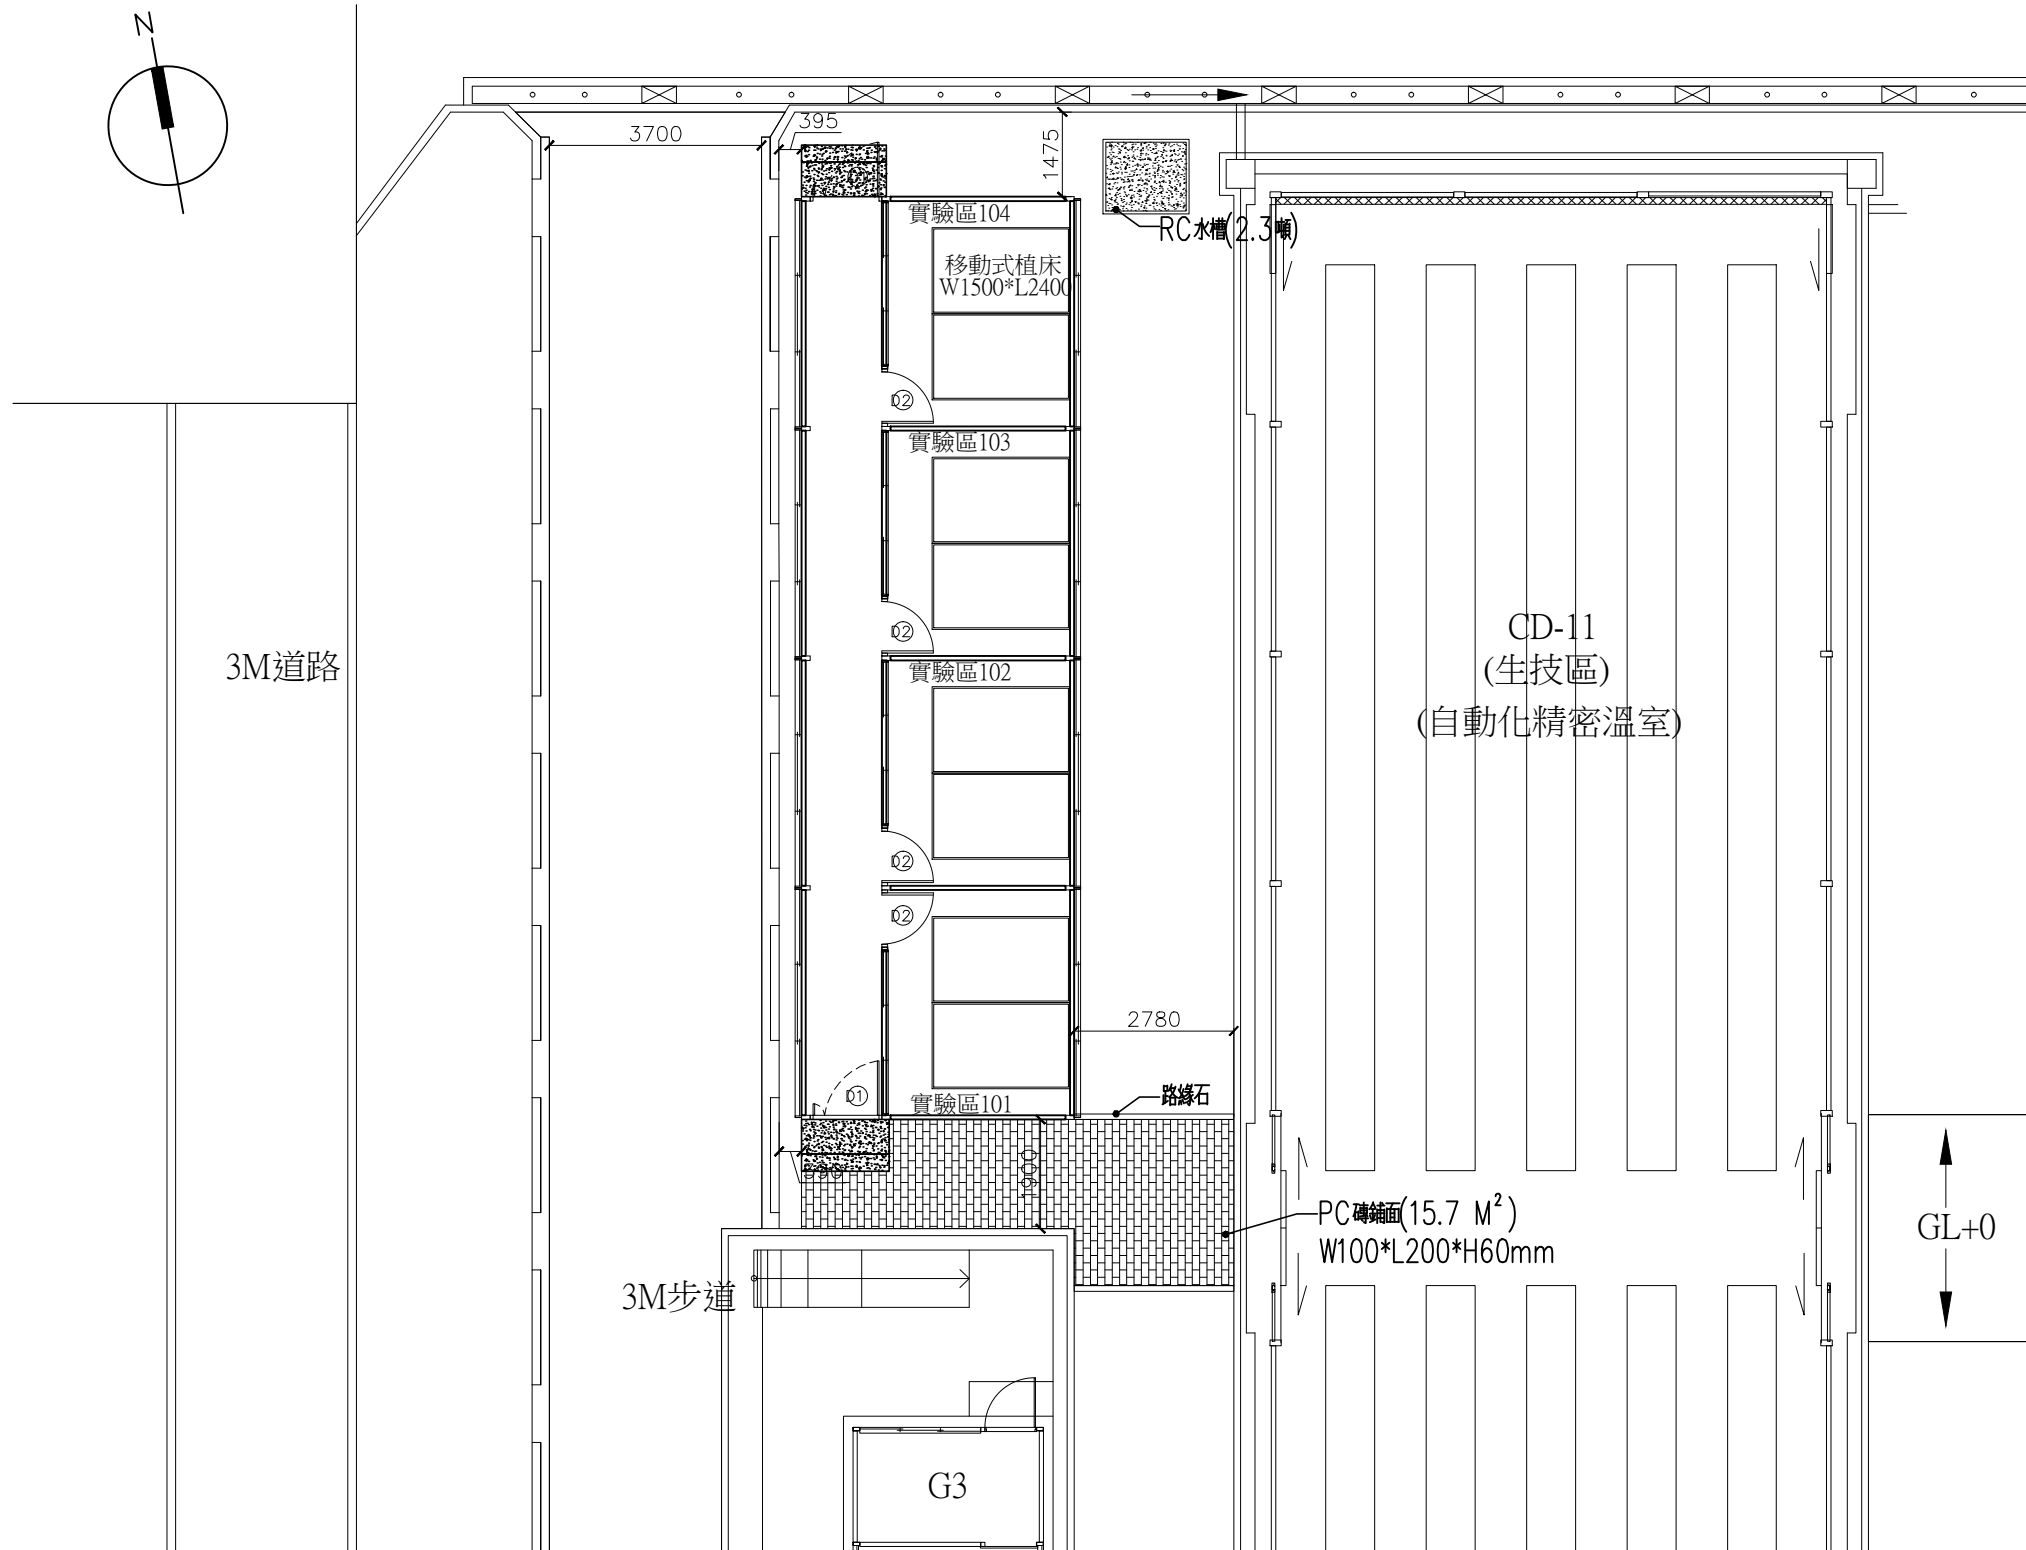 N
3700
395
1475
實驗區104
RC水槽(2.3噸)
移動式植床
W1500*L2400
D2
實驗區103
D2
3M道路
CD-11
(生技區)
(自動化精密溫室)
實驗區102
D2
D2
2780
D1
實驗區101
路緣石
1900
PC磚鋪面(15.7 M²)
W100*L200*H60mm
GL+0
3M步道
G3